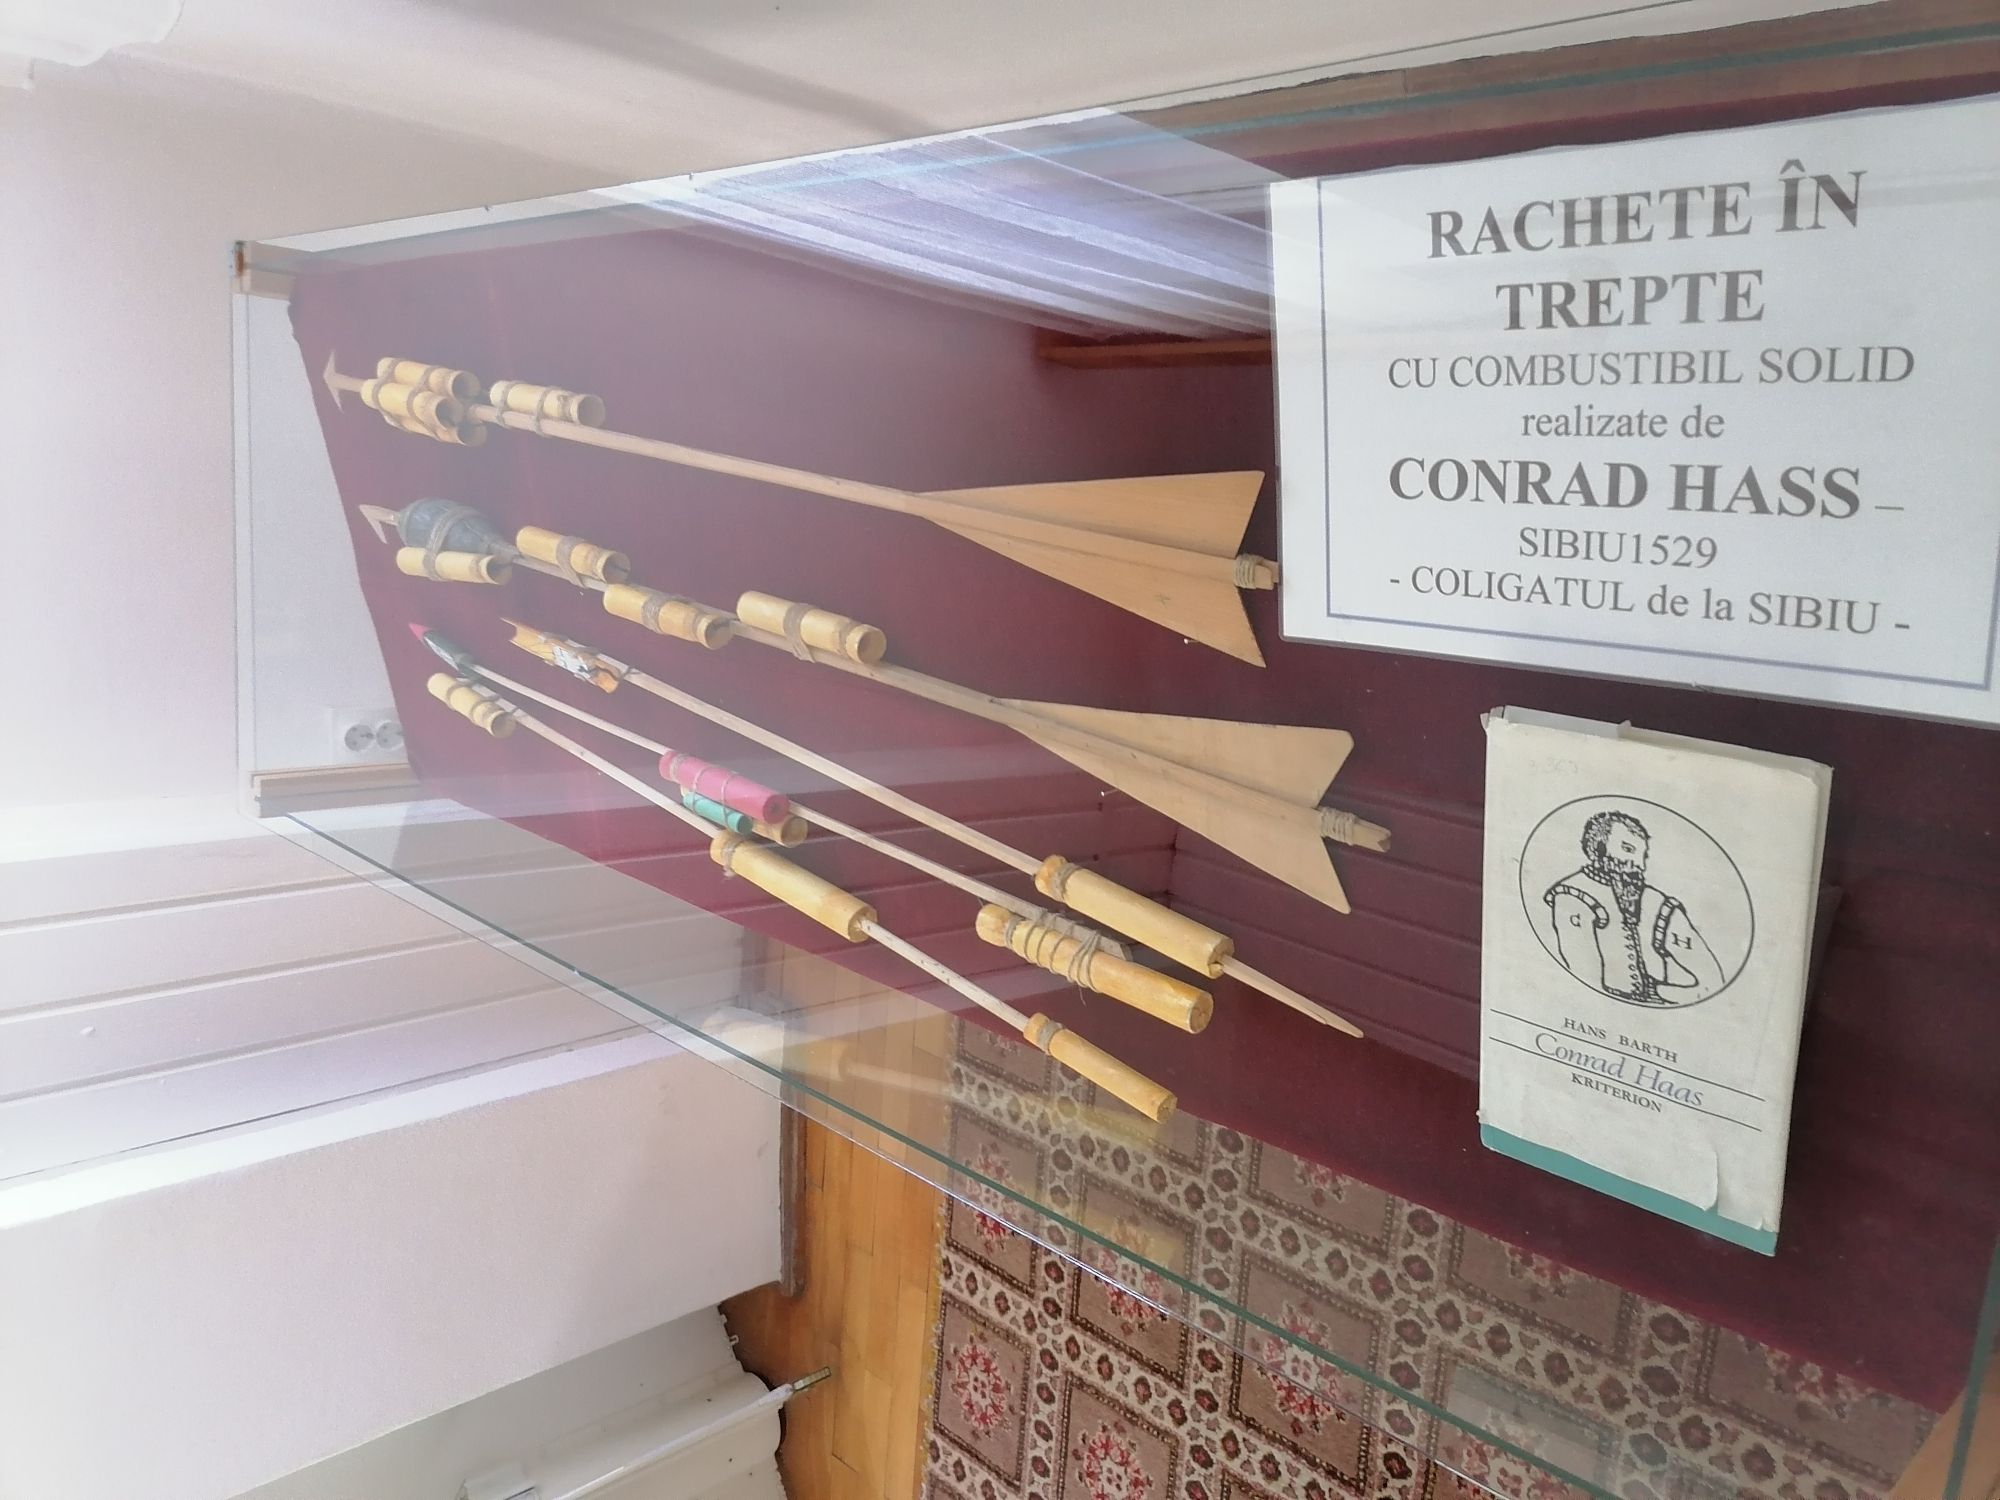 RACHETE ÎN
TREPTE
CU COMBUSTIBIL SOLID
realizate de
CONRAD HASS –
SIBIU1529
- COLIGATUL de la SIBIU -
C H
HANS BARTH
Conrad Haas
KRITERION